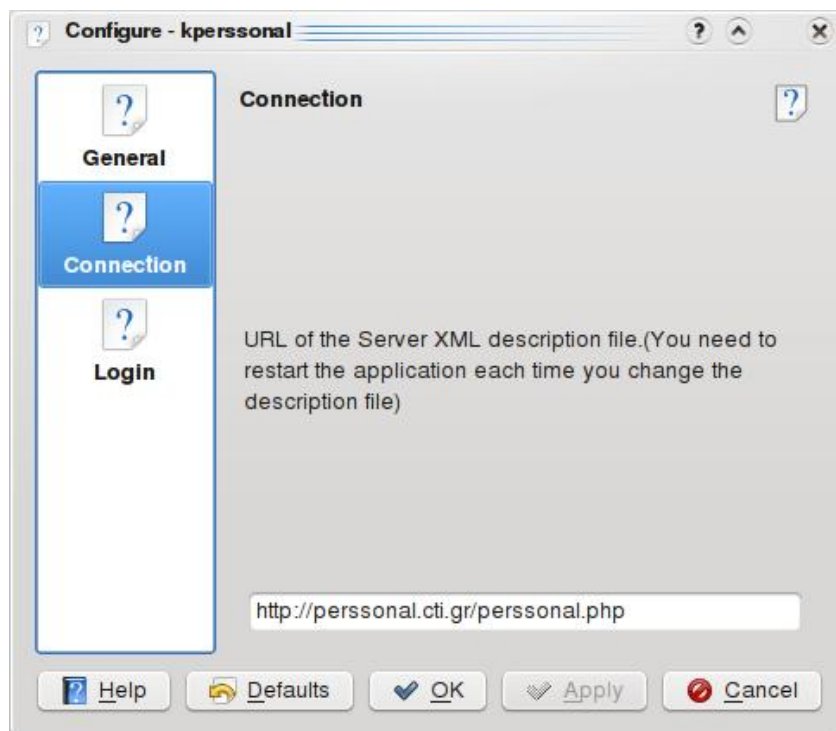 Configure - kperssonal
General
Connection
Login
Connection
URL of the Server XML description file.(You need to
restart the application each time you change the
description file)
http://perssonal.cti.gr/perssonal.php
Help
Defaults
OK
Apply
Cancel